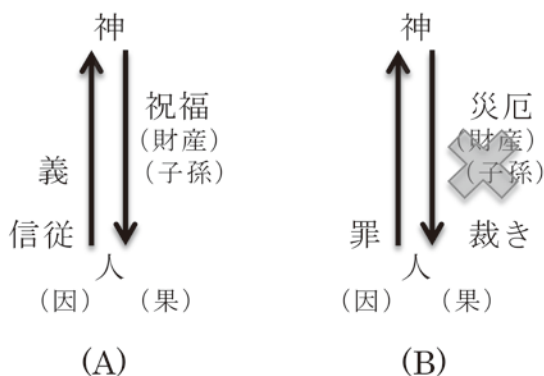 神
祝福
(財産)
(子孫)
義
信従
人
(因) (果)
(A)
神
災厄
(財産)
(子孫)
罪 裁き
人
(因) (果)
(B)